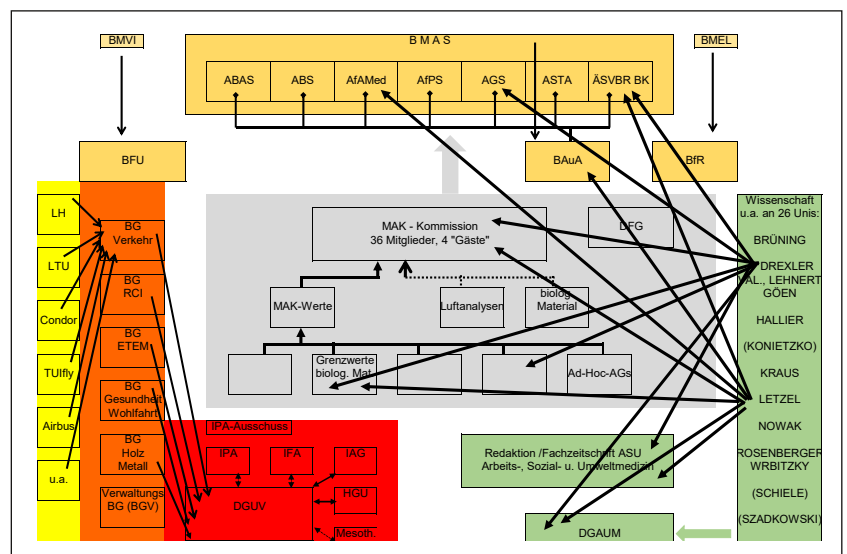 BMVI
B M A S
BMEL
ABAS
ABS
AfAMed
AfPS
AGS
ASTA
ÄSVBR BK
BFU
BAuA
BfR
LH
LTU
Condor
TUIfly
Airbus
u.a.
BG
Verkehr
BG
RCI
BG
ETEM
BG
Gesundheit
Wohlfahrt
BG
Holz
Metall
Verwaltungs
BG (BGV)
MAK - Kommission
36 Mitglieder, 4 "Gäste"
DFG
MAK-Werte
Luftanalysen
biolog.
Material
Grenzwerte
biolog. Mat.
Ad-Hoc-AGs
IPA-Ausschuss
IPA
IFA
IAG
HGU
DGUV
Mesoth.
Redaktion /Fachzeitschrift ASU
Arbeits-, Sozial- u. Umweltmedizin
DGAUM
Wissenschaft
u.a. an 26 Unis:
BRÜNING
DREXLER
AL., LEHNERT
GÖEN
HALLIER
(KONIETZKO)
KRAUS
LETZEL
NOWAK
ROSENBERGER
WRBITZKY
(SCHIELE)
(SZADKOWSKI)